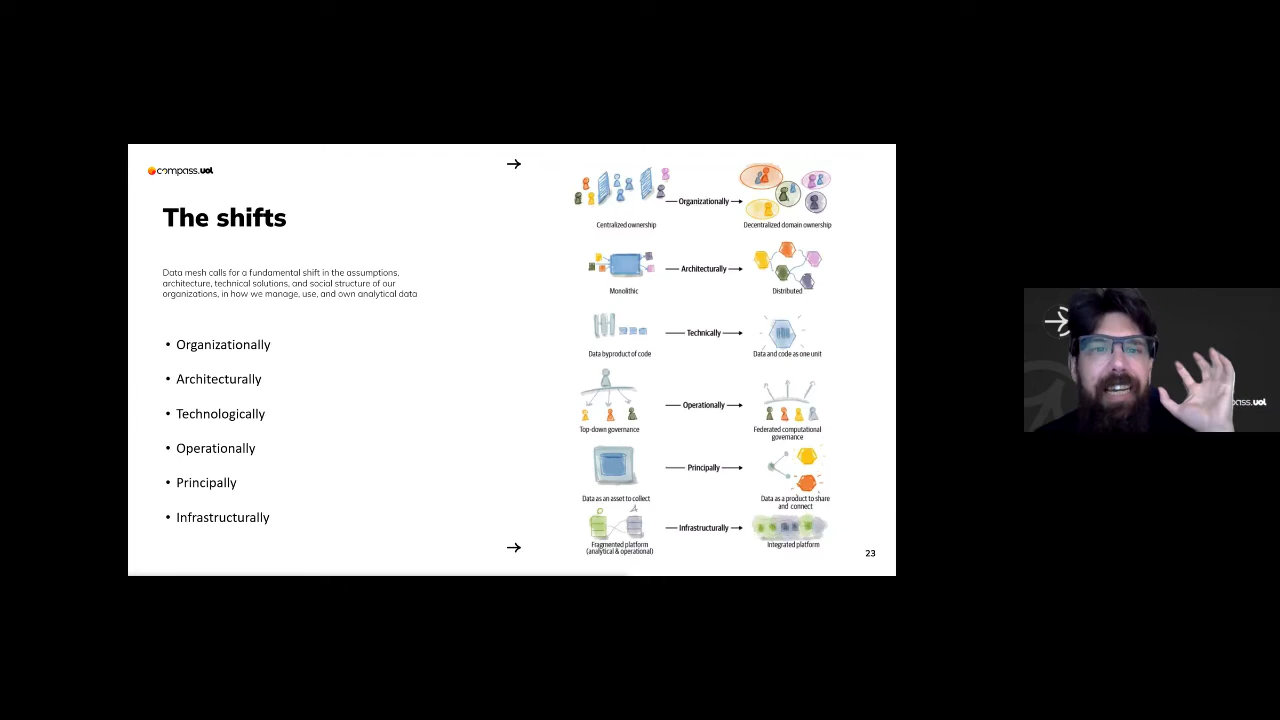 compass.uol
The shifts
Data mesh calls for a fundamental shift in the assumptions,
architecture, technical solutions, and social structure of our
organizations, in how we manage, use, and own analytical data
• Organizationally
• Architecturally
• Technologically
• Operationally
• Principally
• Infrastructurally
Organizationally
Centralized ownership
Decentralized domain ownership
Architecturally
Monolithic
Distributed
Technically
Data byproduct of code
Data and code as one unit
Operationally
Top-down governance
Federated computational
governance
Principally
Data as an asset to collect
Data as a product to share
and connect
O
A
Infrastructurally
Fragmented platform
(analytical & operational)
Integrated platform
23
pass.uol